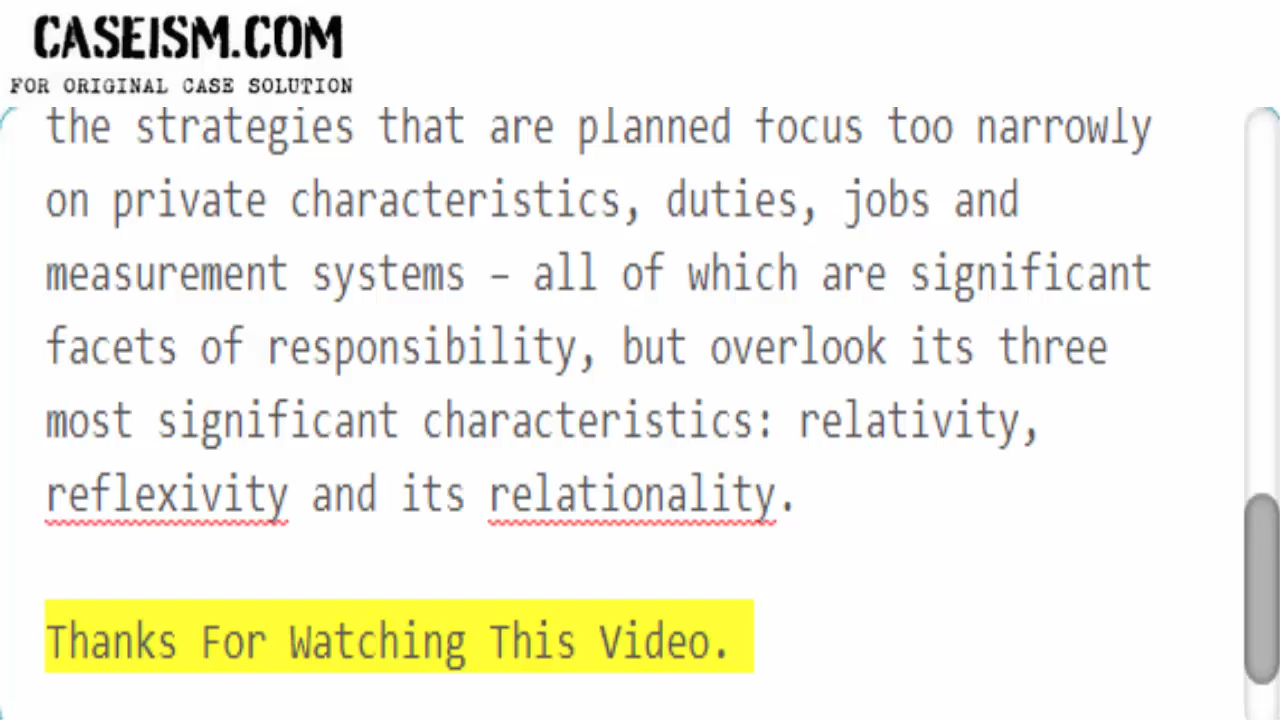 CASEISM.COM
FOR ORIGINAL CASE SOLUTION
the strategies that are planned focus too narrowly
on private characteristics, duties, jobs and
measurement systems – all of which are significant
facets of responsibility, but overlook its three
most significant characteristics: relativity,
reflexivity and its relationality.
Thanks For Watching This Video.